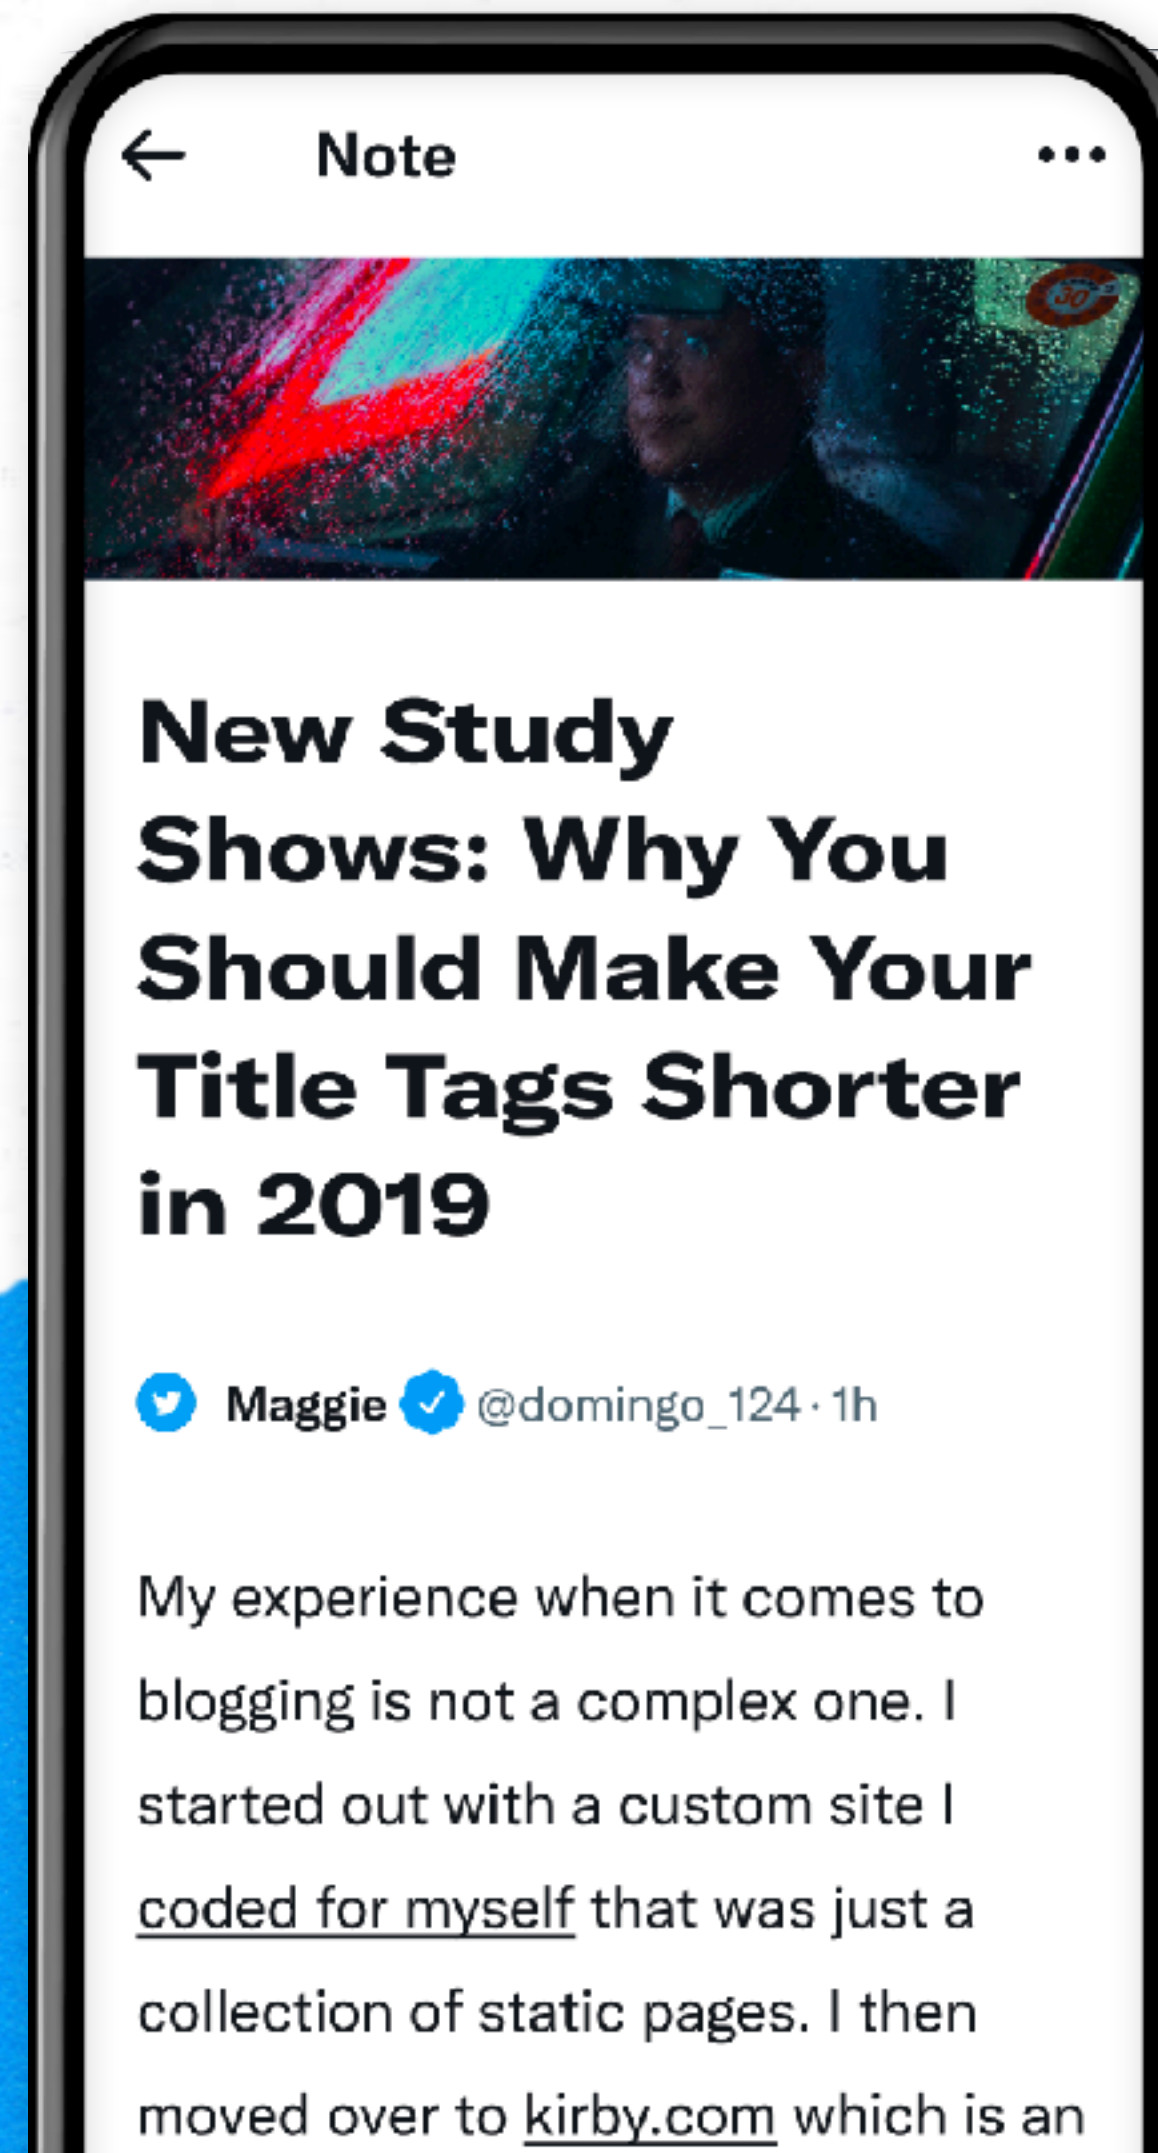 Note
30
New Study
Shows: Why You
Should Make Your
Title Tags Shorter
in 2019
Maggie @domingo_124 · 1h
My experience when it comes to
blogging is not a complex one. I
started out with a custom site I
coded for myself that was just a
collection of static pages. I then
moved over to kirby.com which is an